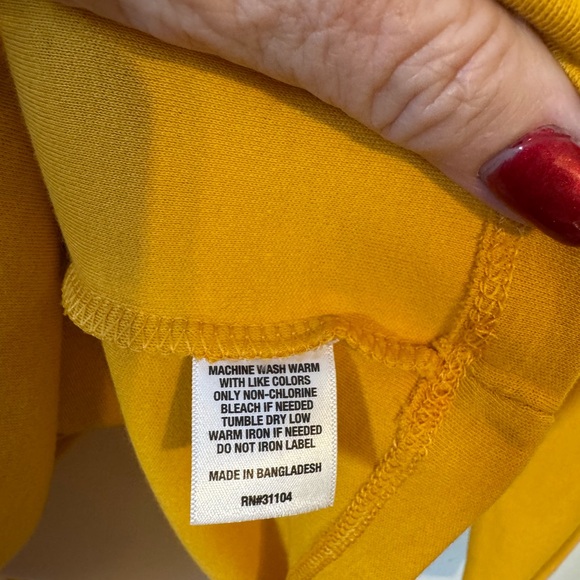 MACHINE WASH WARM
WITH LIKE COLORS
ONLY NON-CHLORINE
BLEACH IF NEEDED
TUMBLE DRY LOW
WARM IRON IF NEEDED
DO NOT IRON LABEL
MADE IN BANGLADESH
RN#31104